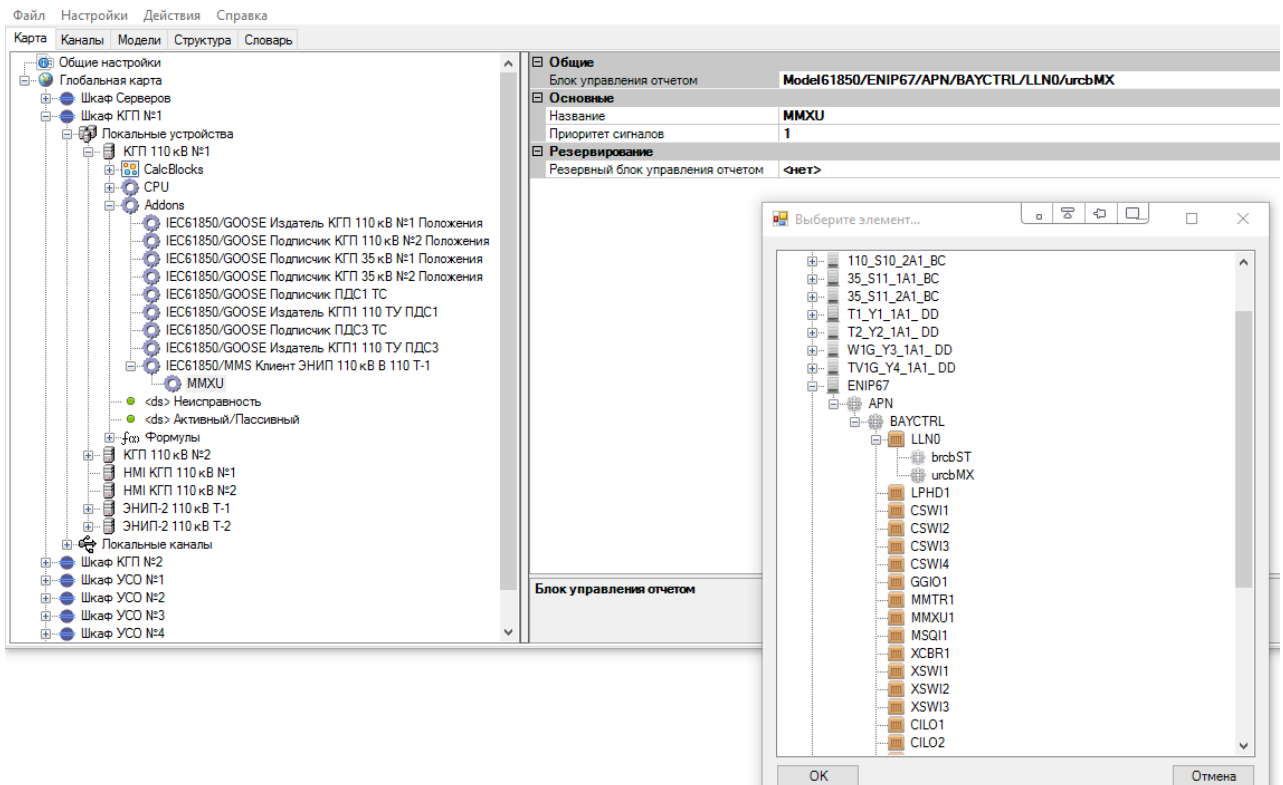 Файл Настройки Действия Справка
Карта Каналы Модели Структура Словарь
Общие настройки
Глобальная карта
Шкаф Серверов
Шкаф КГП №1
Локальные устройства
КГП 110 кВ №1
CalcBlocks
CPU
Addons
IEC61850/GOOSE Издатель КГП 110 кВ №1 Положения
IEC61850/GOOSE Подписчик КГП 110 кВ №2 Положения
IEC61850/GOOSE Подписчик КГП 35 кВ №1 Положения
IEC61850/GOOSE Подписчик КГП 35 кВ №2 Положения
IEC61850/GOOSE Подписчик ПДС1 ТС
IEC61850/GOOSE Издатель КГП1 110 ТУ ПДС1
IEC61850/GOOSE Подписчик ПДС3 ТС
IEC61850/GOOSE Издатель КГП1 110 ТУ ПДС3
IEC61850/MMS Клиент ЭНИП 110 кВ В 110 Т-1
MMXU
<ds> Неисправность
<ds> Активный/Пассивный
f(x) Формулы
КГП 110 кВ №2
HMI КГП 110 кВ №1
HMI КГП 110 кВ №2
ЭНИП-2 110 кВ Т-1
ЭНИП-2 110 кВ Т-2
Локальные каналы
Шкаф КГП №2
Шкаф УСО №1
Шкаф УСО №2
Шкаф УСО №3
Шкаф УСО №4
Общие
Блок управления отчетом Model61850/ENIP67/APN/BAYCTRL/LLN0/urcbMX
Основные
Название MMXU
Приоритет сигналов 1
Резервирование
Резервный блок управления отчетом <нет>
Блок управления отчетом
Выберите элемент...
110_S10_2A1_BC
35_S11_1A1_BC
35_S11_2A1_BC
T1_Y1_1A1_ DD
T2_Y2_1A1_ DD
W1G_Y3_1A1_ DD
TV1G_Y4_1A1_ DD
ENIP67
APN
BAYCTRL
LLN0
brcbST
urcbMX
LPHD1
CSWI1
CSWI2
CSWI3
CSWI4
GGIO1
MMTR1
MMXU1
MSQI1
XCBR1
XSWI1
XSWI2
XSWI3
CILO1
CILO2
OK Отмена